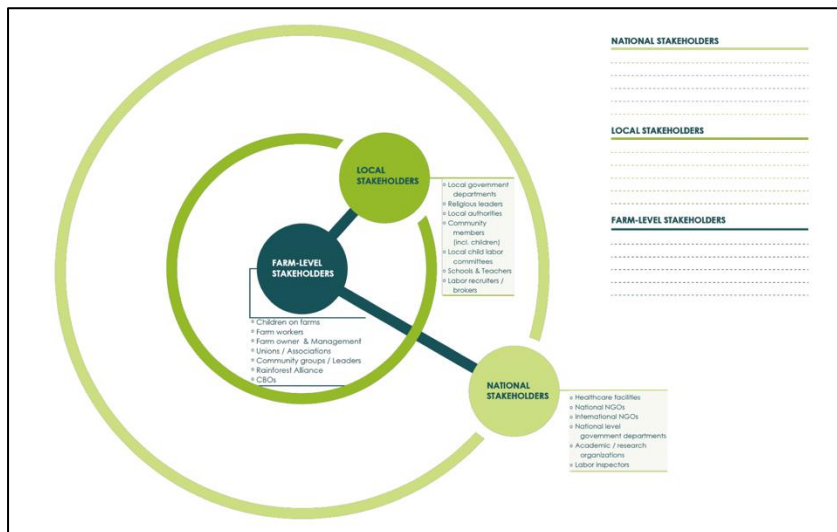 NATIONAL STAKEHOLDERS
LOCAL STAKEHOLDERS
FARM-LEVEL STAKEHOLDERS
LOCAL
STAKEHOLDERS
Local government
departments
Religious leaders
Local authorities
Community
members
(incl. children)
Local child labor
committees
Schools & Teachers
Labor recruiters /
brokers
FARM-LEVEL
STAKEHOLDERS
Children on farms
Farm workers
Farm owner & Management
Unions / Associations
Community groups / Leaders
Rainforest Alliance
CBOs
NATIONAL
STAKEHOLDERS
Healthcare facilities
National NGOs
International NGOs
National level
government departments
Academic / research
organizations
Labor inspectors